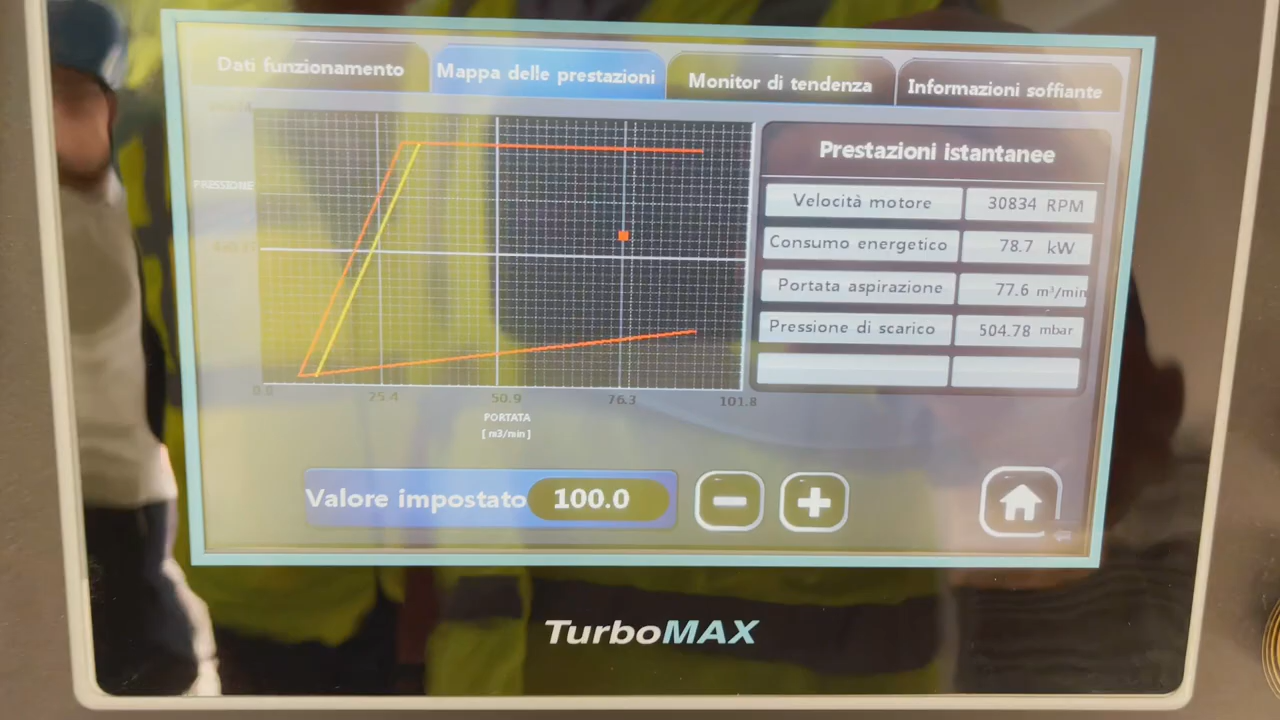 Dati funzionamento
Mappa delle prestazioni
Monitor di tendenza
Informazioni soffiante
PRESSIONE
25.4
50.9
76.3
101.8
PORTATA
[ m3/min ]
Prestazioni istantanee
Velocità motore 30834 RPM
Consumo energetico 78.7 kW
Portata aspirazione 77.6 m³/min
Pressione di scarico 504.78 mbar
Valore impostato 100.0
TurboMAX